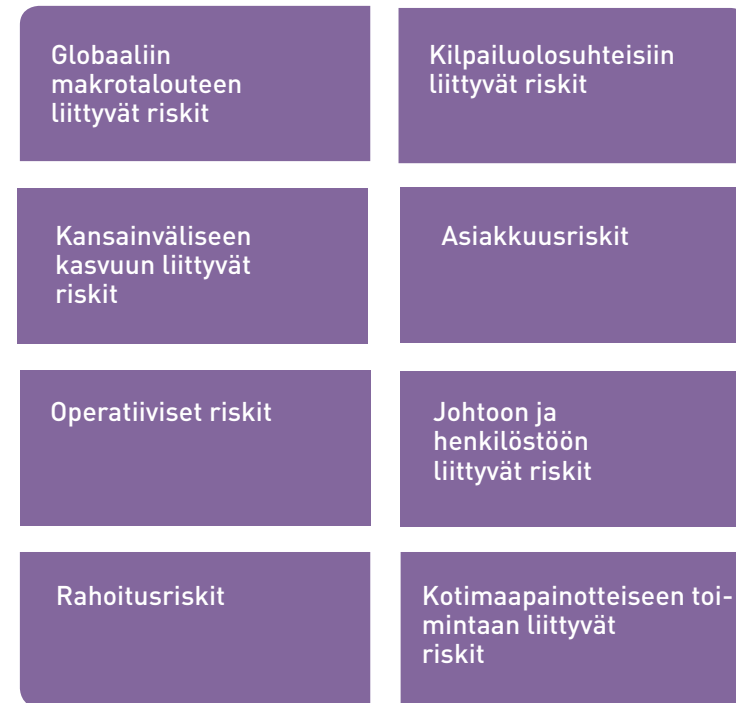 Globaaliin
makrotalouteen
liittyvät riskit
Kilpailuolosuhteisiin
liittyvät riskit
Kansainväliseen
kasvuun liittyvät
riskit
Asiakkuusriskit
Operatiiviset riskit
Johtoon ja
henkilöstöön
liittyvät riskit
Rahoitusriskit
Kotimaapainotteiseen toi-
mintaan liittyvät
riskit